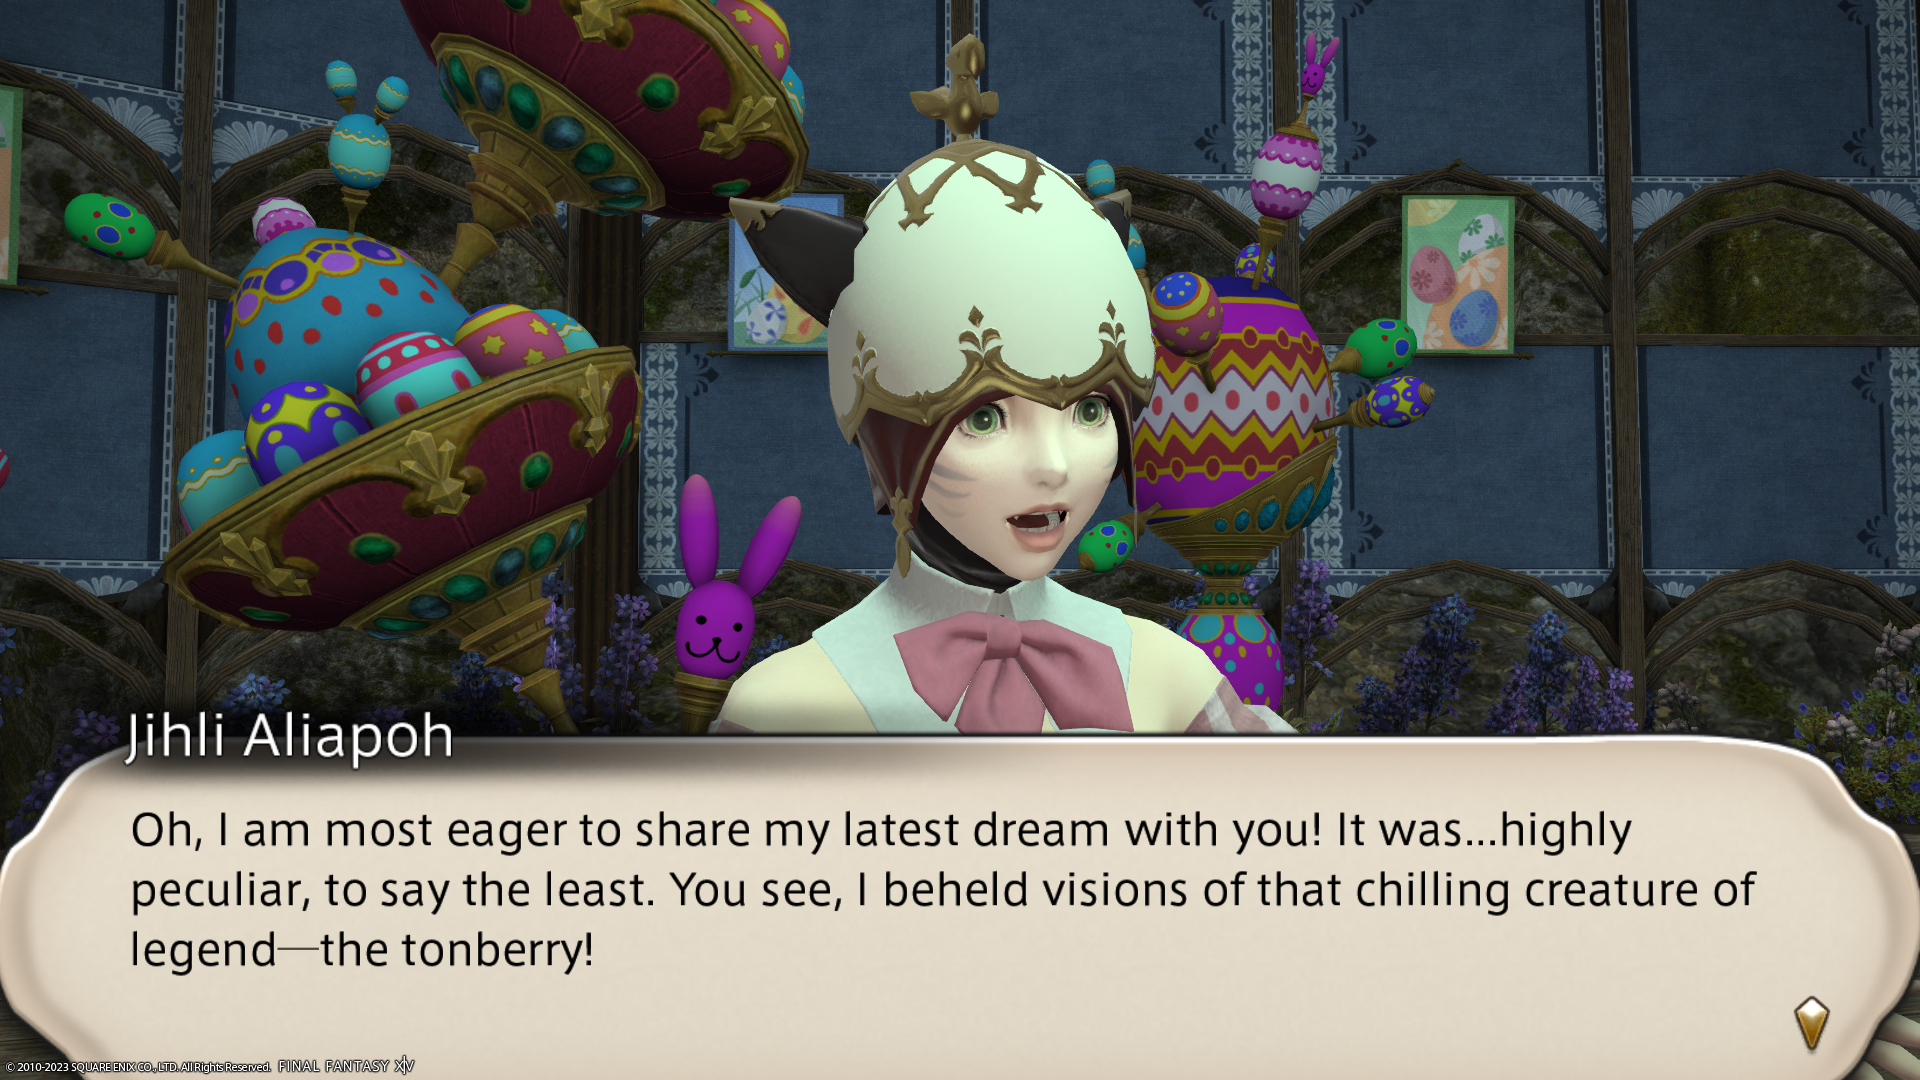 Jihli Aliapoh
Oh, I am most eager to share my latest dream with you! It was...highly
peculiar, to say the least. You see, I beheld visions of that chilling creature of
legend—the tonberry!
© 2010-2023 SQUARE ENIX CO., LTD. All Rights Reserved. FINAL FANTASY XIV